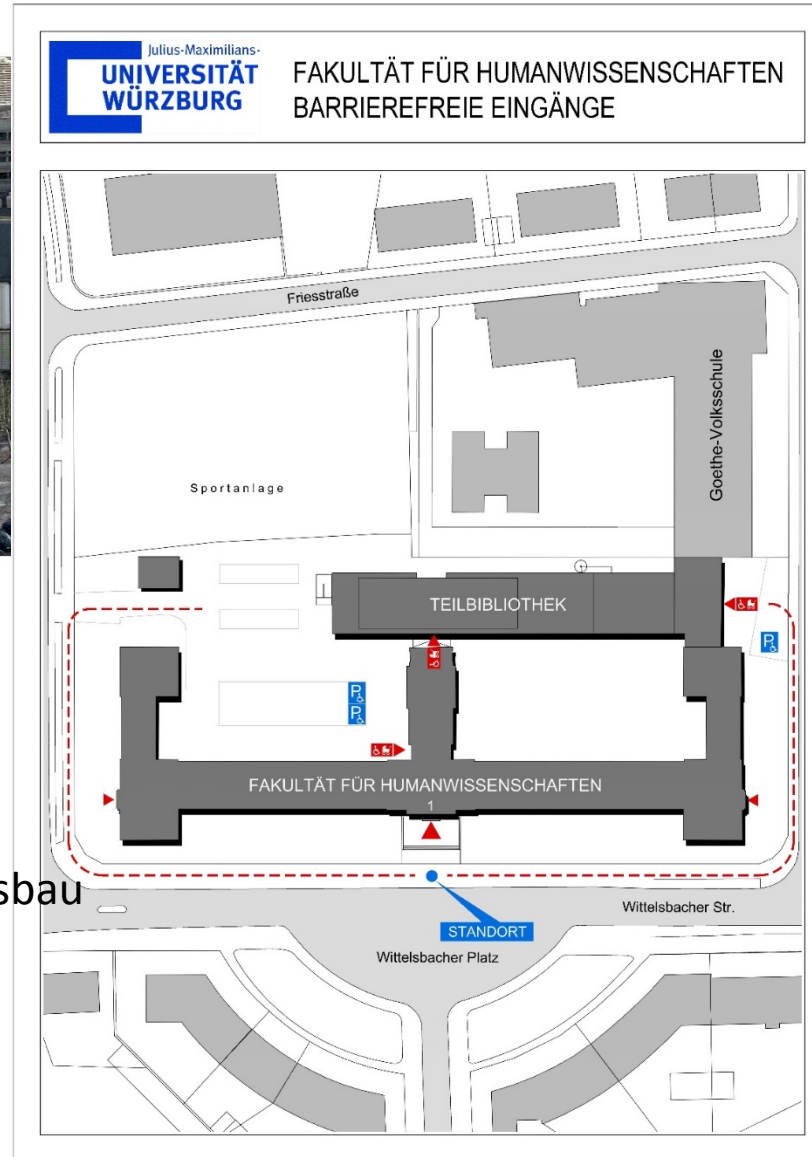 Julius-Maximilians-
UNIVERSITÄT
WÜRZBURG
FAKULTÄT FÜR HUMANWISSENSCHAFTEN
BARRIEREFREIE EINGÄNGE
Friesstraße
Goethe-Volksschule
Sportanlage
TEILBIBLIOTHEK
P
P
P
FAKULTÄT FÜR HUMANWISSENSCHAFTEN
1
sbau
Wittelsbacher Str.
STANDORT
Wittelsbacher Platz